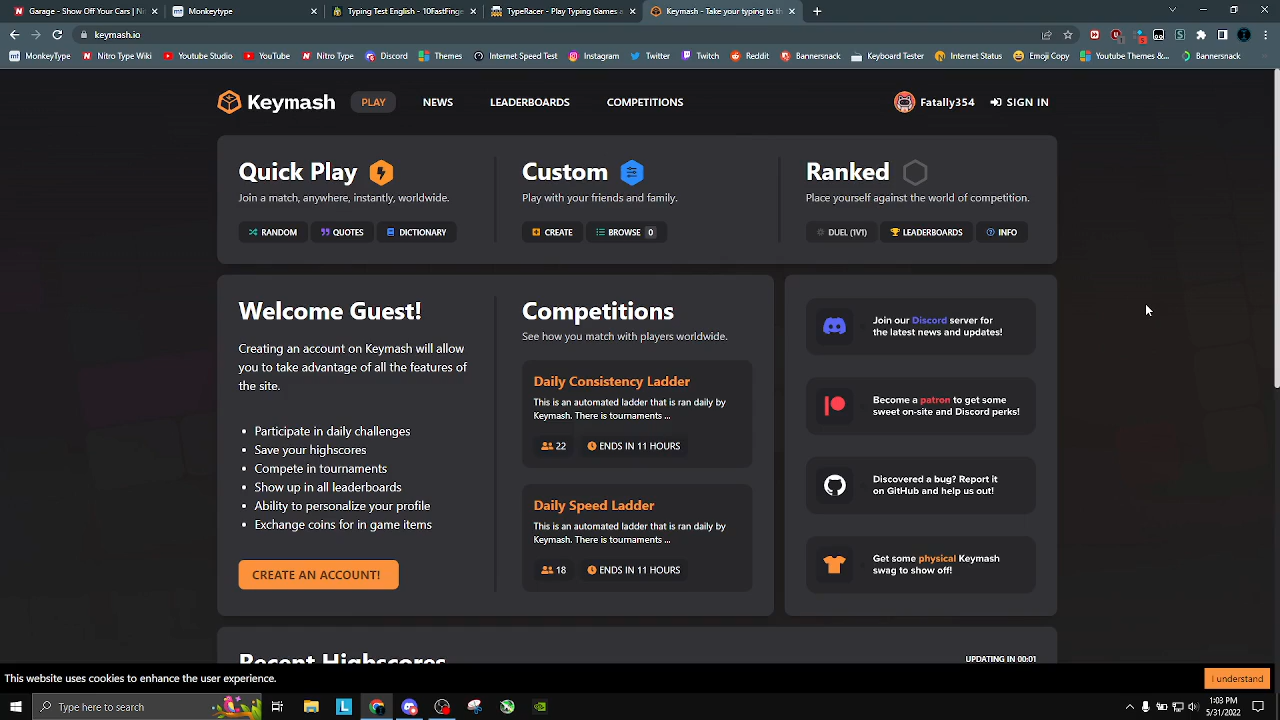 Garage - Show Off Your Cars | Ni
Monkeytype
Typing Test English - 10FastFinge
TypeRacer - Play Typing Games a
Keymash - Take your typing to th
keymash.io
MonkeyType
Nitro Type Wiki
Youtube Studio
YouTube
Nitro Type
Discord
Themes
Internet Speed Test
Instagram
Twitter
Twitch
Reddit
Bannersnack
Keyboard Tester
Internet Status
Emoji Copy
Youtube Themes &...
Bannersnack
Keymash
PLAY
NEWS
LEADERBOARDS
COMPETITIONS
Fatally354
SIGN IN
Quick Play
Join a match, anywhere, instantly, worldwide.
RANDOM
QUOTES
DICTIONARY
Custom
Play with your friends and family.
CREATE
BROWSE 0
Ranked
Place yourself against the world of competition.
DUEL (1V1)
LEADERBOARDS
INFO
Welcome Guest!
Creating an account on Keymash will allow
you to take advantage of all the features of
the site.
• Participate in daily challenges
• Save your highscores
• Compete in tournaments
• Show up in all leaderboards
• Ability to personalize your profile
• Exchange coins for in game items
CREATE AN ACCOUNT!
Competitions
See how you match with players worldwide.
Daily Consistency Ladder
This is an automated ladder that is ran daily by
Keymash. There is tournaments ...
22
ENDS IN 11 HOURS
Daily Speed Ladder
This is an automated ladder that is ran daily by
Keymash. There is tournaments ...
18
ENDS IN 11 HOURS
Join our Discord server for
the latest news and updates!
Become a patron to get some
sweet on-site and Discord perks!
Discovered a bug? Report it
on GitHub and help us out!
Get some physical Keymash
swag to show off!
Recent Highscores
UPDATING IN 00:01
This website uses cookies to enhance the user experience.
I understand
Type here to search
1:03 PM
5/31/2022